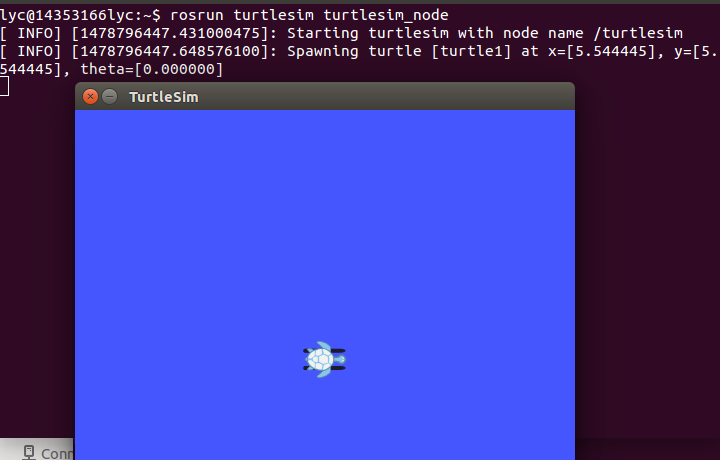 lyc@14353166lyc:~$ rosrun turtlesim turtlesim_node
[ INFO] [1478796447.431000475]: Starting turtlesim with node name /turtlesim
[ INFO] [1478796447.648576100]: Spawning turtle [turtle1] at x=[5.544445], y=[5.
544445], theta=[0.000000]
TurtleSim